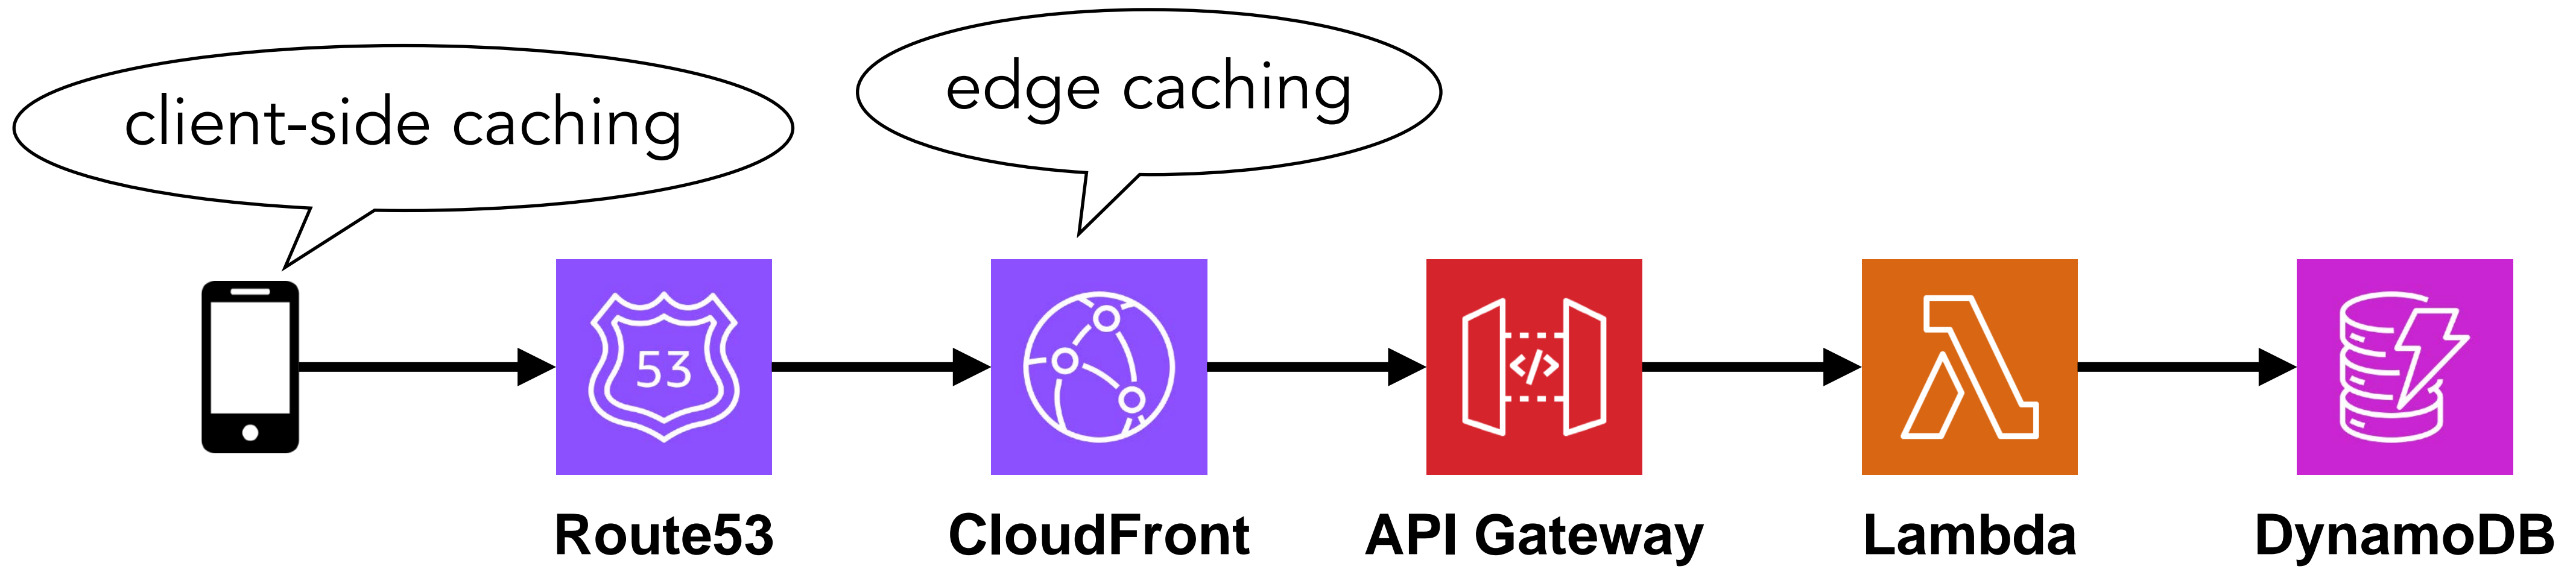 client-side caching
edge caching
53
</>
Route53
CloudFront
API Gateway
Lambda
DynamoDB